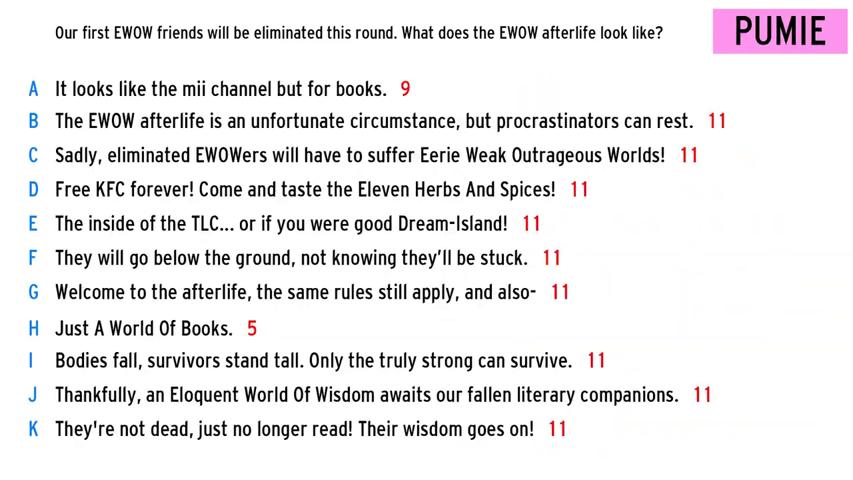 Our first EWOW friends will be eliminated this round. What does the EWOW afterlife look like?
PUMIE
A It looks like the mii channel but for books. 9
B The EWOW afterlife is an unfortunate circumstance, but procrastinators can rest. 11
C Sadly, eliminated EWOWers will have to suffer Eerie Weak Outrageous Worlds! 11
D Free KFC forever! Come and taste the Eleven Herbs And Spices! 11
E The inside of the TLC... or if you were good Dream-Island! 11
F They will go below the ground, not knowing they'll be stuck. 11
G Welcome to the afterlife, the same rules still apply, and also- 11
H Just A World Of Books. 5
I Bodies fall, survivors stand tall. Only the truly strong can survive. 11
J Thankfully, an Eloquent World Of Wisdom awaits our fallen literary companions. 11
K They're not dead, just no longer read! Their wisdom goes on! 11